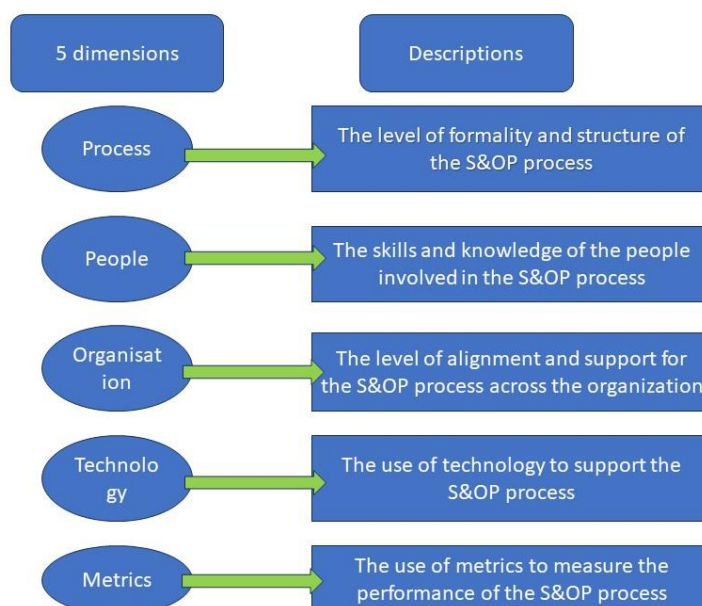 5 dimensions
Descriptions
Process
The level of formality and structure of
the S&OP process
People
The skills and knowledge of the people
involved in the S&OP process
Organisat
ion
The level of alignment and support for
the S&OP process across the organization
Technolo
gy
The use of technology to support the
S&OP process
Metrics
The use of metrics to measure the
performance of the S&OP process